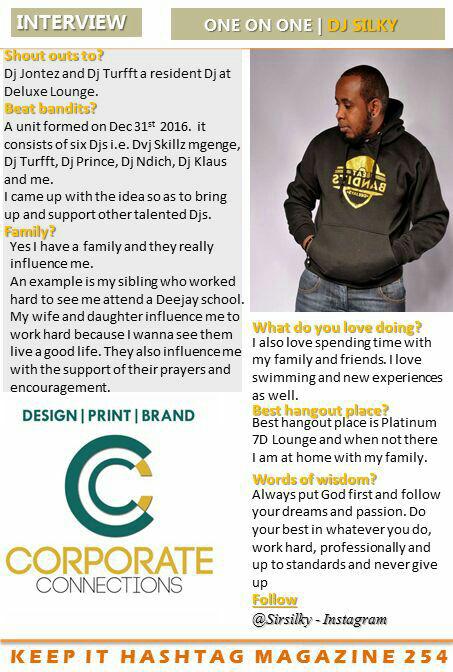 INTERVIEW
ONE ON ONE | DJ SILKY
Shout outs to?
Dj Jontez and Dj Turfft a resident Dj at
Deluxe Lounge.
Beat bandits?
A unit formed on Dec 31st 2016. it
consists of six Djs i.e. Dvj Skillz mgenge,
Dj Turfft, Dj Prince, Dj Ndich, Dj Klaus
and me.
I came up with the idea so as to bring
up and support other talented Djs.
Family?
Yes I have a family and they really
influence me.
An example is my sibling who worked
hard to see me attend a Deejay school.
My wife and daughter influence me to
work hard because I wanna see them
live a good life. They also influence me
with the support of their prayers and
encouragement.
DESIGN | PRINT | BRAND
CORPORATE
CONNECTIONS
BEAT
BANDITS
What do you love doing?
I also love spending time with
my family and friends. I love
swimming and new experiences
as well.
Best hangout place?
Best hangout place is Platinum
7D Lounge and when not there
I am at home with my family.
Words of wisdom?
Always put God first and follow
your dreams and passion. Do
your best in whatever you do,
work hard, professionally and
up to standards and never give
up
Follow
@Sirsilky - Instagram
KEEP IT HASHTAG MAGAZINE 254